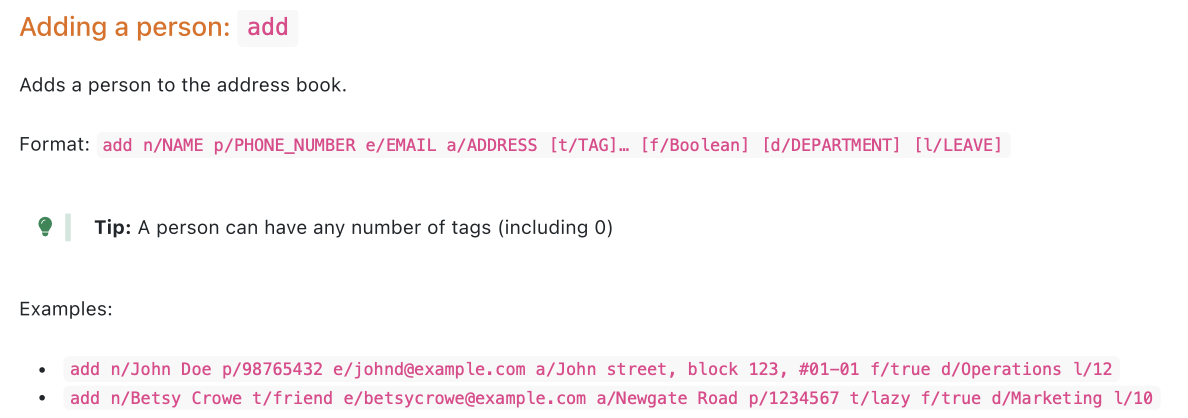 Adding a person: add
Adds a person to the address book.
Format: add n/NAME p/PHONE_NUMBER e/EMAIL a/ADDRESS [t/TAG]… [f/Boolean] [d/DEPARTMENT] [l/LEAVE]
Tip: A person can have any number of tags (including 0)
Examples:
• add n/John Doe p/98765432 e/johnd@example.com a/John street, block 123, #01-01 f/true d/Operations l/12
• add n/Betsy Crowe t/friend e/betsycrowe@example.com a/Newgate Road p/1234567 t/lazy f/true d/Marketing l/10